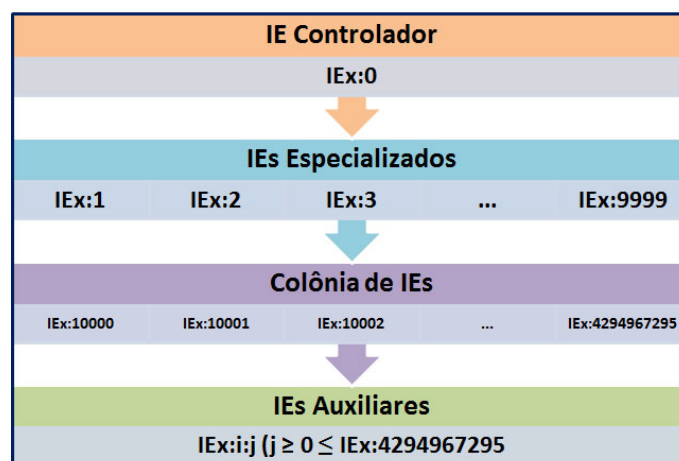 IE Controlador
IEx:0
IEs Especializados
IEx:1 IEx:2 IEx:3 ... IEx:9999
Colônia de IEs
IEx:10000 IEx:10001 IEx:10002 ... IEx:4294967295
IEs Auxiliares
IEx:i:j (j ≥ 0 ≤ IEx:4294967295